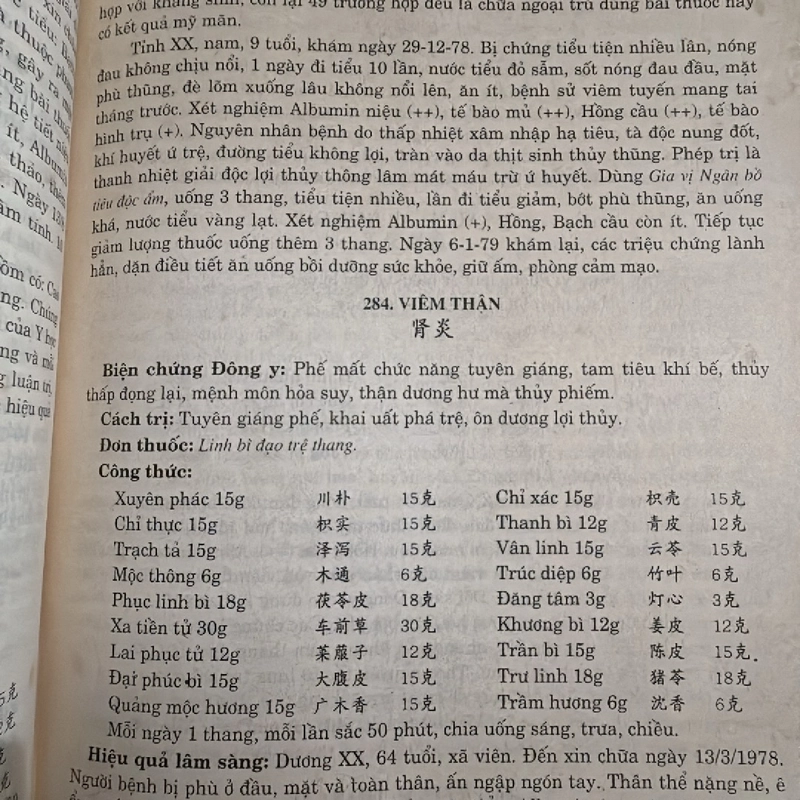 hợp với kháng sinh, còn lại 49 trường hợp đều là chữa ngoại trú dùng bài thuốc này
có kết quả mỹ mãn.
Tỉnh XX, nam, 9 tuổi, khám ngày 29-12-78. Bị chứng tiểu tiện nhiều lần, nóng
đau không chịu nổi, 1 ngày đi tiểu 10 lần, nước tiểu đỏ sẫm, sốt nóng đau đầu, mặt
phù thũng, đè lõm xuống lâu không nổi lên, ăn ít, bệnh sử viêm tuyến mang tai
tháng trước. Xét nghiệm Albumin niệu (++), tế bào mủ (++), Hồng cầu (++), tế bào
hình trụ (+). Nguyên nhân bệnh do thấp nhiệt xâm nhập hạ tiêu, tà độc nung đốt,
khí huyết ứ trệ, đường tiểu không lợi, tràn vào da thịt sinh thủy thũng. Phép trị là
thanh nhiệt giải độc lợi thủy thông lâm mát máu trừ ứ huyết. Dùng Gia vị Ngân bồ
tiêu độc ẩm, uống 3 thang, tiểu tiện nhiều, lần đi tiểu giảm, bớt phù thũng, ăn uống
khá, nước tiểu vàng lạt. Xét nghiệm Albumin (+), Hồng, Bạch cầu còn ít. Tiếp tục
giảm lượng thuốc uống thêm 3 thang. Ngày 6-1-79 khám lại, các triệu chứng lành
hẳn, dặn điều tiết ăn uống bồi dưỡng sức khỏe, giữ ấm, phòng cảm mạo.
284. VIÊM THẬN
肾炎
Biện chứng Đông y: Phế mất chức năng tuyên giáng, tam tiêu khí bế, thủy
thấp đọng lại, mệnh môn hỏa suy, thận dương hư mà thủy phiếm.
Cách trị: Tuyên giáng phế, khai uất phá trệ, ôn dương lợi thủy.
Đơn thuốc: Linh bì đạo trệ thang.
Công thức:
Xuyên phác 15g 川朴 15克 Chỉ xác 15g 枳壳 15克
Chỉ thực 15g 枳实 15克 Thanh bì 12g 青皮 12克
Trạch tả 15g 泽泻 15克 Vân linh 15g 云苓 15克
Mộc thông 6g 木通 6克 Trúc diệp 6g 竹叶 6克
Phục linh bì 18g 茯苓皮 18克 Đăng tâm 3g 灯心 3克
Xa tiền tử 30g 车前草 30克 Khương bì 12g 姜皮 12克
Lai phục tử 12g 莱菔子 12克 Trần bì 15g 陈皮 15克
Đại phúc bì 15g 大腹皮 15克 Trư linh 18g 猪苓 18克
Quảng mộc hương 15g 广木香 15克 Trầm hương 6g 沈香 6克
Mỗi ngày 1 thang, mỗi lần sắc 50 phút, chia uống sáng, trưa, chiều.
Hiệu quả lâm sàng: Dương XX, 64 tuổi, xã viên. Đến xin chữa ngày 13/3/1978.
Người bệnh bị phù ở đầu, mặt và toàn thân, ấn ngập ngón tay. Thân thể nặng nề, ê